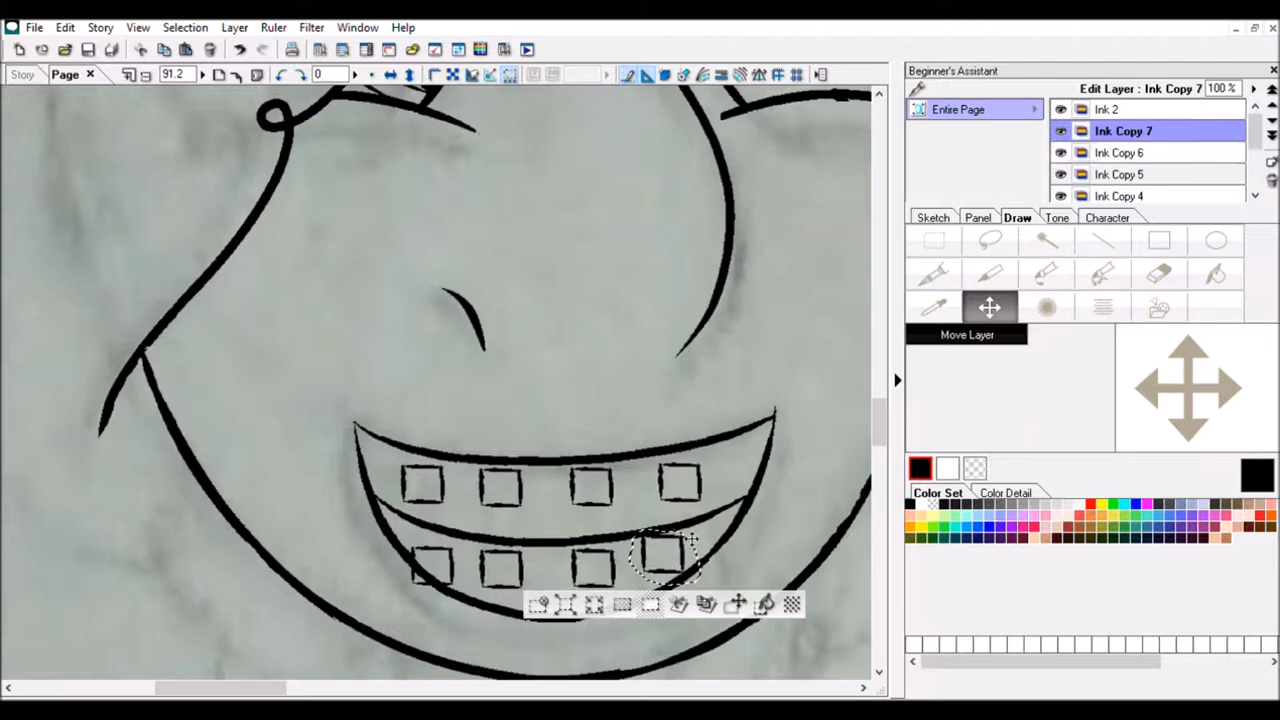 File Edit Story View Selection Layer Ruler Filter Window Help
Story Page 91.2 0
Beginner's Assistant
Edit Layer : Ink Copy 7 100 %
Entire Page
Ink 2
Ink Copy 7
Ink Copy 6
Ink Copy 5
Ink Copy 4
Sketch Panel Draw Tone Character
Move Layer
Color Set Color Detail